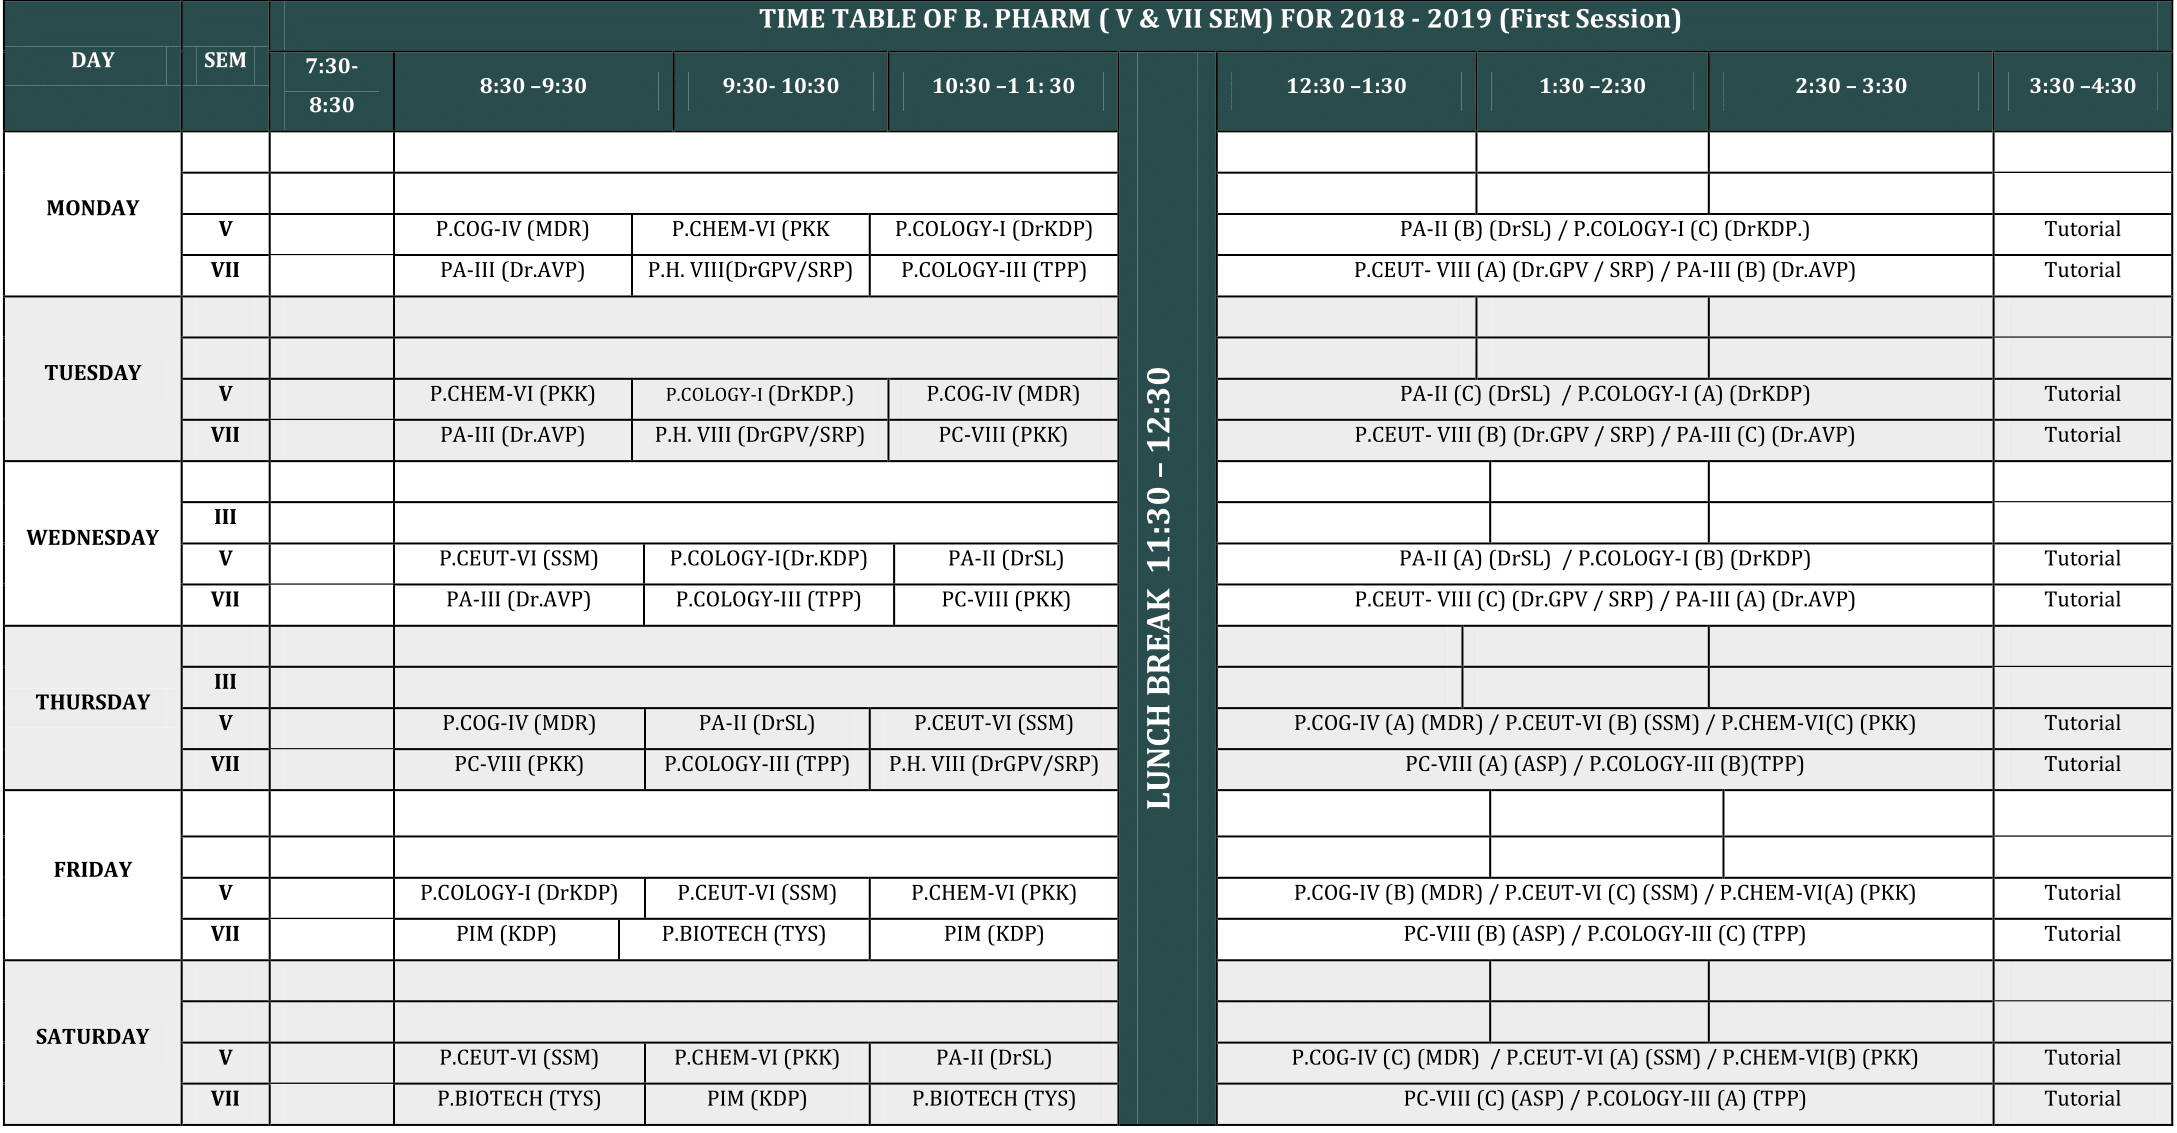 TIME TABLE OF B. PHARM ( V & VII SEM) FOR 2018 - 2019 (First Session)
DAY SEM 7:30-
8:30 8:30 –9:30 9:30- 10:30 10:30 –1 1: 30 12:30 –1:30 1:30 –2:30 2:30 – 3:30 3:30 –4:30
LUNCH BREAK 11:30 – 12:30
MONDAY
V P.COG-IV (MDR) P.CHEM-VI (PKK P.COLOGY-I (DrKDP) PA-II (B) (DrSL) / P.COLOGY-I (C) (DrKDP.) Tutorial
VII PA-III (Dr.AVP) P.H. VIII(DrGPV/SRP) P.COLOGY-III (TPP) P.CEUT- VIII (A) (Dr.GPV / SRP) / PA-III (B) (Dr.AVP) Tutorial
TUESDAY
V P.CHEM-VI (PKK) P.COLOGY-I (DrKDP.) P.COG-IV (MDR) PA-II (C) (DrSL) / P.COLOGY-I (A) (DrKDP) Tutorial
VII PA-III (Dr.AVP) P.H. VIII (DrGPV/SRP) PC-VIII (PKK) P.CEUT- VIII (B) (Dr.GPV / SRP) / PA-III (C) (Dr.AVP) Tutorial
WEDNESDAY
III
V P.CEUT-VI (SSM) P.COLOGY-I(Dr.KDP) PA-II (DrSL) PA-II (A) (DrSL) / P.COLOGY-I (B) (DrKDP) Tutorial
VII PA-III (Dr.AVP) P.COLOGY-III (TPP) PC-VIII (PKK) P.CEUT- VIII (C) (Dr.GPV / SRP) / PA-III (A) (Dr.AVP) Tutorial
THURSDAY
III
V P.COG-IV (MDR) PA-II (DrSL) P.CEUT-VI (SSM) P.COG-IV (A) (MDR) / P.CEUT-VI (B) (SSM) / P.CHEM-VI(C) (PKK) Tutorial
VII PC-VIII (PKK) P.COLOGY-III (TPP) P.H. VIII (DrGPV/SRP) PC-VIII (A) (ASP) / P.COLOGY-III (B)(TPP) Tutorial
FRIDAY
V P.COLOGY-I (DrKDP) P.CEUT-VI (SSM) P.CHEM-VI (PKK) P.COG-IV (B) (MDR) / P.CEUT-VI (C) (SSM) / P.CHEM-VI(A) (PKK) Tutorial
VII PIM (KDP) P.BIOTECH (TYS) PIM (KDP) PC-VIII (B) (ASP) / P.COLOGY-III (C) (TPP) Tutorial
SATURDAY
V P.CEUT-VI (SSM) P.CHEM-VI (PKK) PA-II (DrSL) P.COG-IV (C) (MDR) / P.CEUT-VI (A) (SSM) / P.CHEM-VI(B) (PKK) Tutorial
VII P.BIOTECH (TYS) PIM (KDP) P.BIOTECH (TYS) PC-VIII (C) (ASP) / P.COLOGY-III (A) (TPP) Tutorial